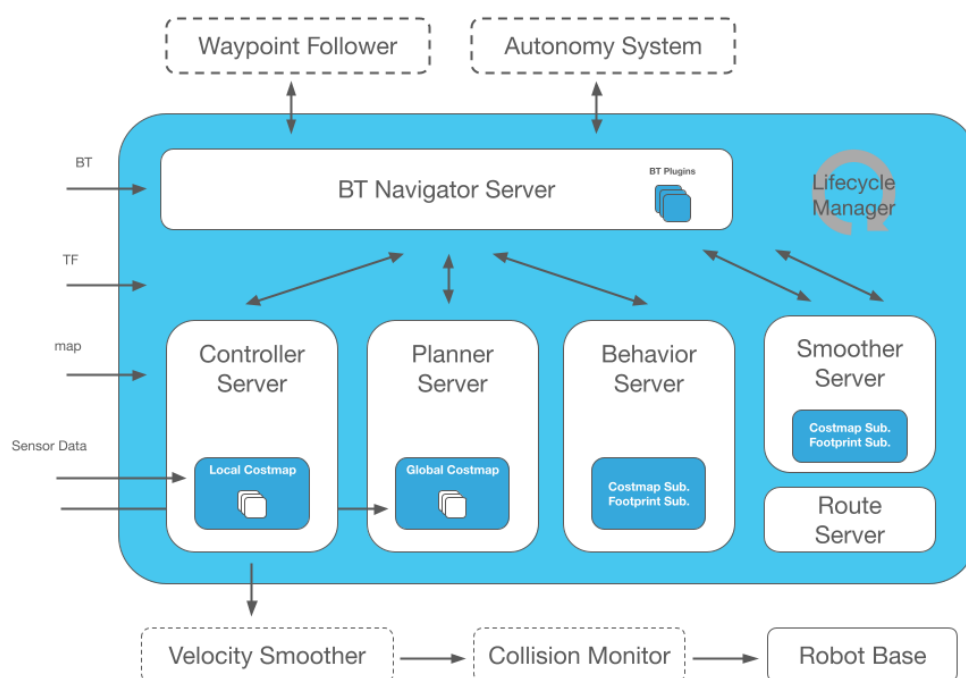 Waypoint Follower
Autonomy System
BT
BT Navigator Server
BT Plugins
Lifecycle
Manager
TF
map
Sensor Data
Controller
Server
Local Costmap
Planner
Server
Global Costmap
Behavior
Server
Costmap Sub.
Footprint Sub.
Smoother
Server
Costmap Sub.
Footprint Sub.
Route
Server
Velocity Smoother
Collision Monitor
Robot Base